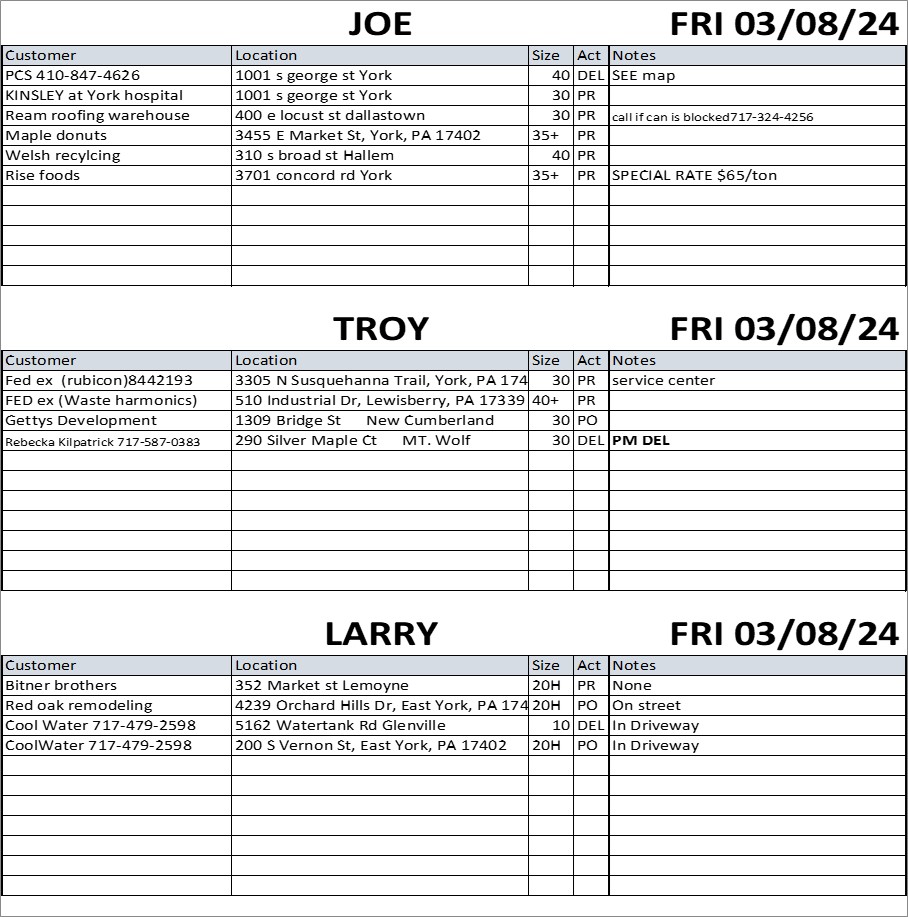 JOE FRI 03/08/24
Customer Location Size Act Notes
PCS 410-847-4626 1001 s george st York 40 DEL SEE map
KINSLEY at York hospital 1001 s george st York 30 PR
Ream roofing warehouse 400 e locust st dallastown 30 PR call if can is blocked717-324-4256
Maple donuts 3455 E Market St, York, PA 17402 35+ PR
Welsh recylcing 310 s broad st Hallem 40 PR
Rise foods 3701 concord rd York 35+ PR SPECIAL RATE $65/ton
TROY FRI 03/08/24
Customer Location Size Act Notes
Fed ex (rubicon)8442193 3305 N Susquehanna Trail, York, PA 174 30 PR service center
FED ex (Waste harmonics) 510 Industrial Dr, Lewisberry, PA 17339 40+ PR
Gettys Development 1309 Bridge St New Cumberland 30 PO
Rebecka Kilpatrick 717-587-0383 290 Silver Maple Ct MT. Wolf 30 DEL PM DEL
LARRY FRI 03/08/24
Customer Location Size Act Notes
Bitner brothers 352 Market st Lemoyne 20H PR None
Red oak remodeling 4239 Orchard Hills Dr, East York, PA 174 20H PO On street
Cool Water 717-479-2598 5162 Watertank Rd Glenville 10 DEL In Driveway
CoolWater 717-479-2598 200 S Vernon St, East York, PA 17402 20H PO In Driveway